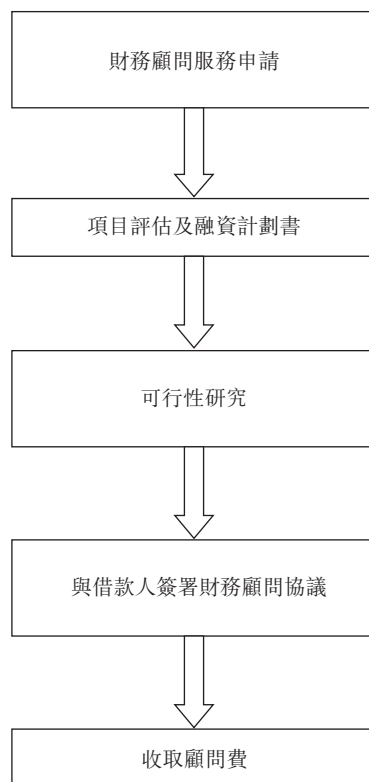 財務顧問服務申請
項目評估及融資計劃書
可行性研究
與借款人簽署財務顧問協議
收取顧問費